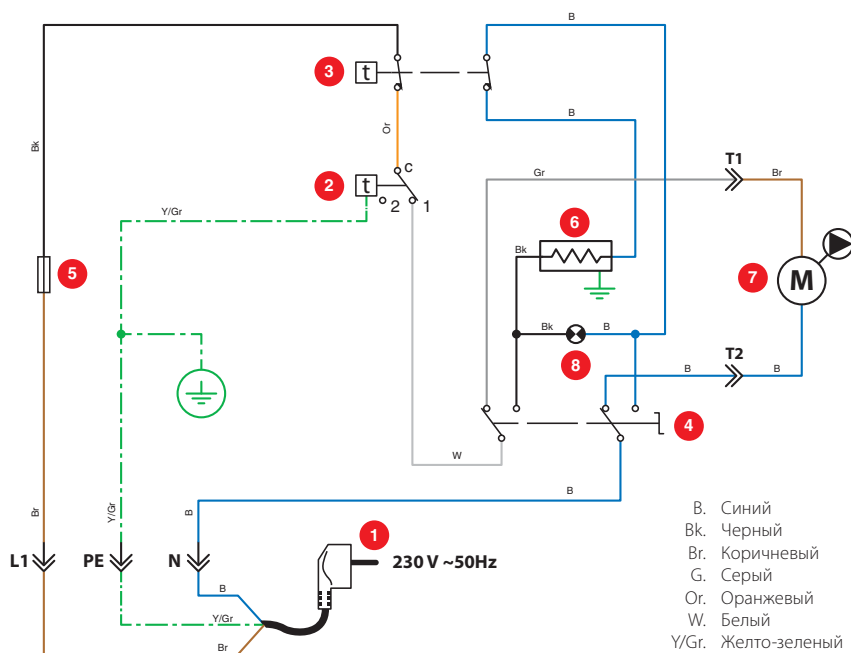 B
3
t
t
B
Bk
Or
T1
C
Gr
Br
2
t
2
1
Y/Gr
6
Bk
5
7
M
Bk
B
8
T2
B
B
4
W
B
Br
Y/Gr
B
1
L1
PE
N
230 V ~50Hz
B
Y/Gr
Br
B. Синий
Bk. Черный
Br. Коричневый
G. Серый
Or. Оранжевый
W. Белый
Y/Gr. Желто-зеленый